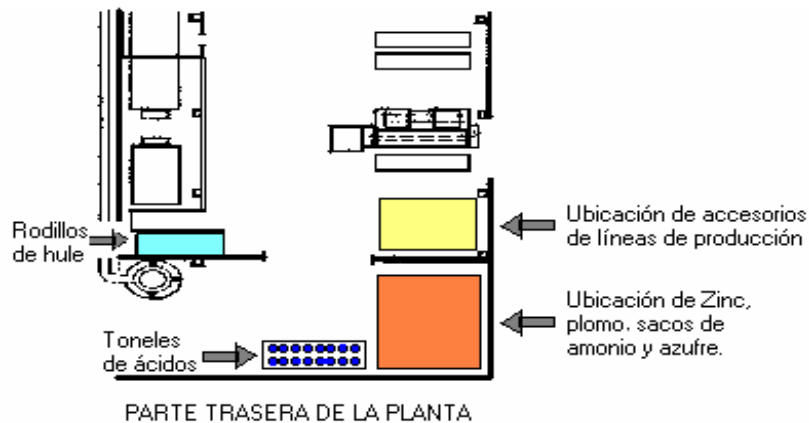 Rodillos
de hule
Ubicación de accesorios
de líneas de producción
Ubicación de Zinc,
plomo, sacos de
amonio y azufre.
Toneles
de ácidos
PARTE TRASERA DE LA PLANTA